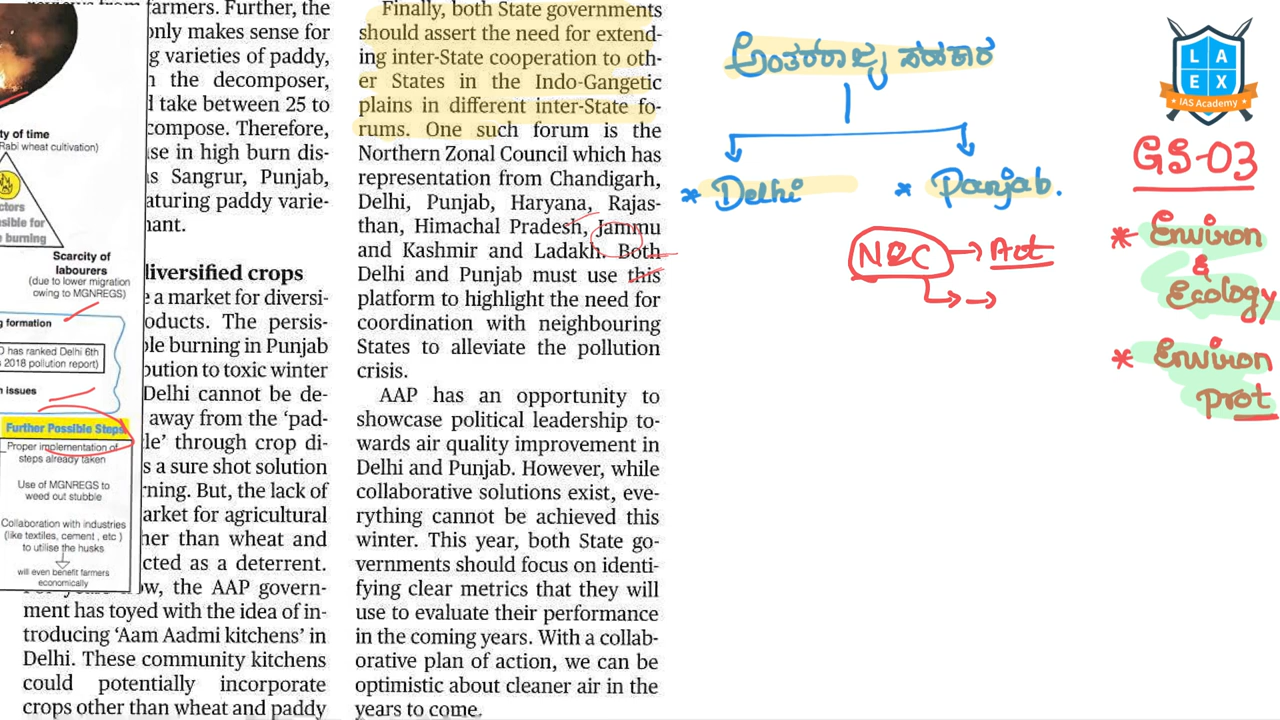 farmers. Further, the
only makes sense for
g varieties of paddy,
the decomposer,
take between 25 to
compose. Therefore,
se in high burn dis-
s Sangrur, Punjab,
aturing paddy varie-
nant.
diversified crops
e a market for diversi-
oducts. The persis-
le burning in Punjab
bution to toxic winter
Delhi cannot be de-
away from the ‘pad-
le’ through crop di-
s a sure shot solution
rning. But, the lack of
arket for agricultural
her than wheat and
cted as a deterrent.
ow, the AAP govern-
ment has toyed with the idea of in-
troducing ‘Aam Aadmi kitchens’ in
Delhi. These community kitchens
could potentially incorporate
crops other than wheat and paddy
ty of time
Rabi wheat cultivation)
ctors
sible for
burning
Scarcity of
labourers
(due to lower migration
owing to MGNREGS)
g formation
O has ranked Delhi 6th
2018 pollution report)
issues
Further Possible Steps
Proper implementation of
steps already taken
Use of MGNREGS to
weed out stubble
Collaboration with industries
(like textiles, cement , etc )
to utilise the husks
will even benefit farmers
economically
Finally, both State governments
should assert the need for extend-
ing inter-State cooperation to oth-
er States in the Indo-Gangetic
plains in different inter-State fo-
rums. One such forum is the
Northern Zonal Council which has
representation from Chandigarh,
Delhi, Punjab, Haryana, Rajas-
than, Himachal Pradesh, Jammu
and Kashmir and Ladakh. Both
Delhi and Punjab must use this
platform to highlight the need for
coordination with neighbouring
States to alleviate the pollution
crisis.
AAP has an opportunity to
showcase political leadership to-
wards air quality improvement in
Delhi and Punjab. However, while
collaborative solutions exist, eve-
rything cannot be achieved this
winter. This year, both State go-
vernments should focus on identi-
fying clear metrics that they will
use to evaluate their performance
in the coming years. With a collab-
orative plan of action, we can be
optimistic about cleaner air in the
years to come.
ಅಂತರರಾಜ್ಯ ಸಹಕಾರ
* Delhi
* Panjab.
→ Act
LAEX
IAS Academy
GS-03
* Environ
&
Ecology
* Environ
prot